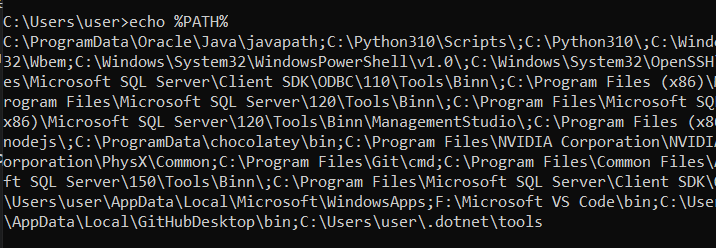 C:\Users\user>echo %PATH%
C:\ProgramData\Oracle\Java\javapath;C:\Python310\Scripts\;C:\Python310\;C:\Wind
32\Wbem;C:\Windows\System32\WindowsPowerShell\v1.0\;C:\Windows\System32\OpenSSH
es\Microsoft SQL Server\Client SDK\ODBC\110\Tools\Binn\;C:\Program Files (x86)\
rogram Files\Microsoft SQL Server\120\Tools\Binn\;C:\Program Files\Microsoft SQ
x86)\Microsoft SQL Server\120\Tools\Binn\ManagementStudio\;C:\Program Files (x8
nodejs\;C:\ProgramData\chocolatey\bin;C:\Program Files\NVIDIA Corporation\NVIDI
orporation\PhysX\Common;C:\Program Files\Git\cmd;C:\Program Files\Common Files\
ft SQL Server\150\Tools\Binn\;C:\Program Files\Microsoft SQL Server\Client SDK\
\Users\user\AppData\Local\Microsoft\WindowsApps;F:\Microsoft VS Code\bin;C:\Use
\AppData\Local\GitHubDesktop\bin;C:\Users\user\.dotnet\tools